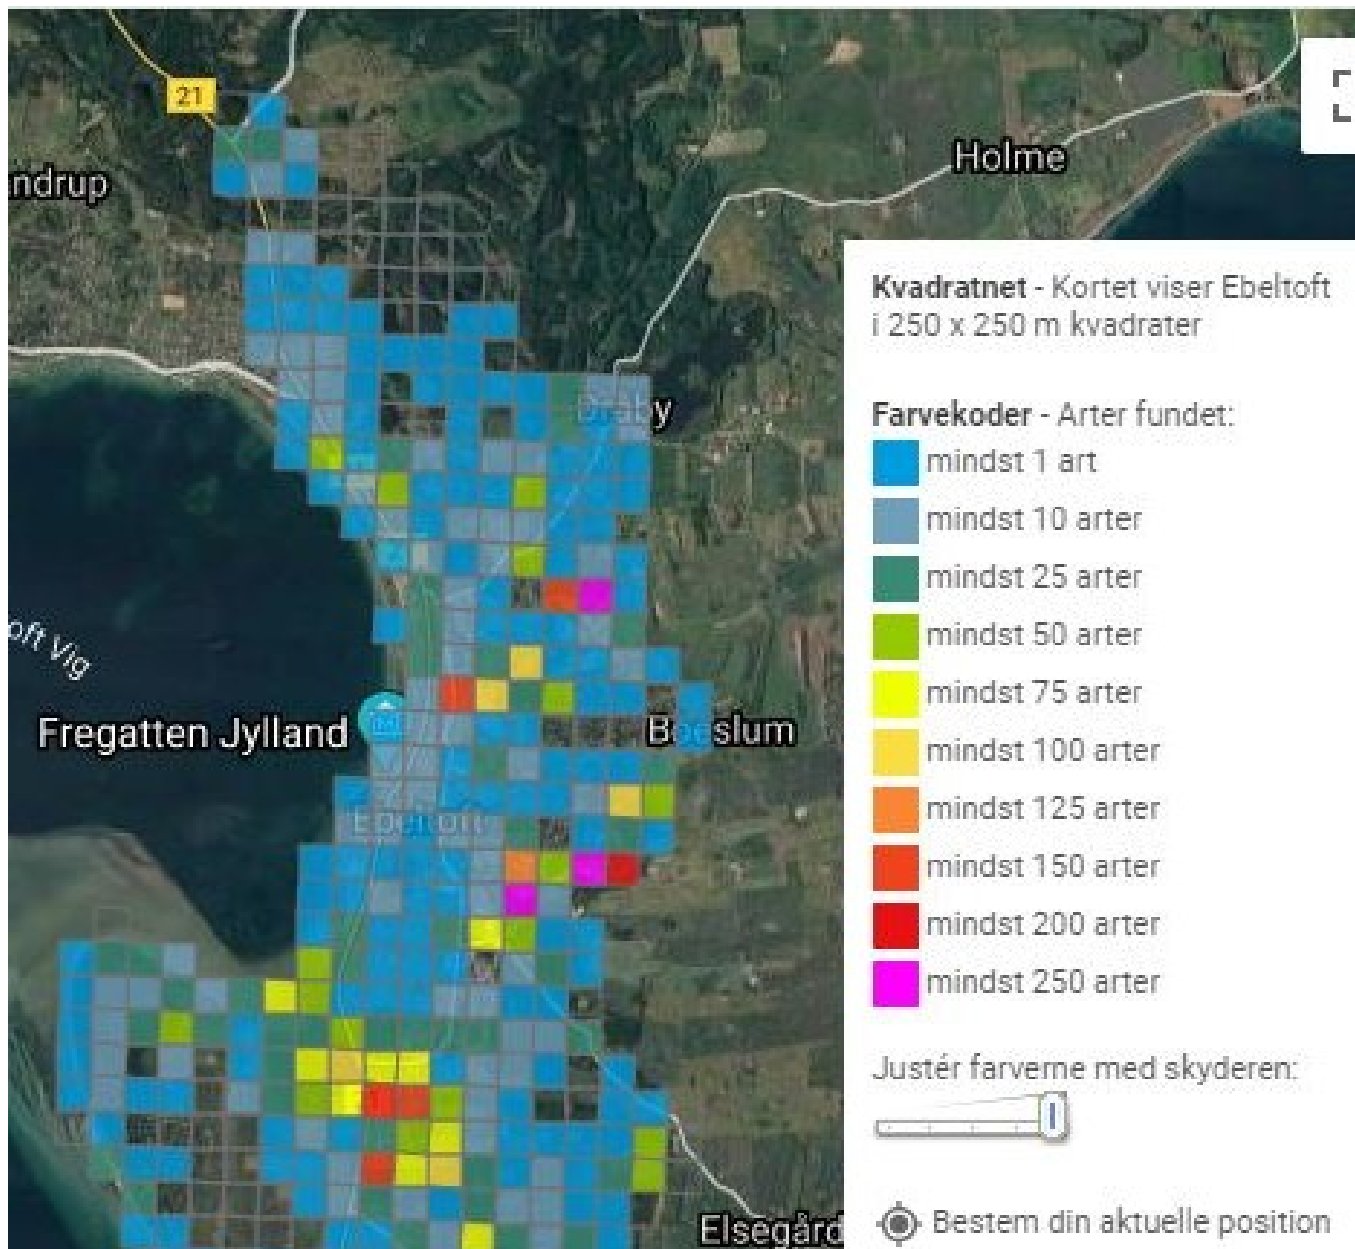 21
Holme
ndrup
Kvadratnet - Kortet viser Ebeltoft
i 250 x 250 m kvadrater
Farvekoder - Arter fundet:
mindst 1 art
mindst 10 arter
mindst 25 arter
mindst 50 arter
mindst 75 arter
mindst 100 arter
mindst 125 arter
mindst 150 arter
mindst 200 arter
mindst 250 arter
Justér farverne med skyderen:
Bestem din aktuelle position
oft Vig
Fregatten Jylland
Boeslum
Ebeltoft
Elsegård